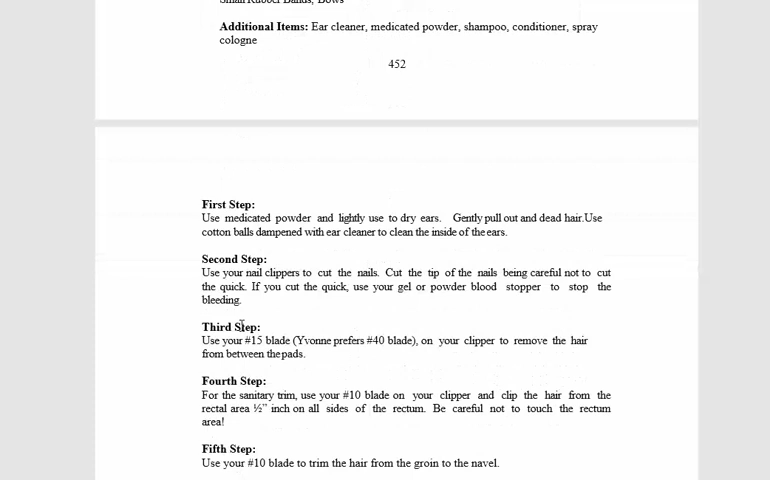 Small Rubber Bands, Bows
Additional Items: Ear cleaner, medicated powder, shampoo, conditioner, spray
cologne
452
First Step:
Use medicated powder and lightly use to dry ears. Gently pull out and dead hair.Use
cotton balls dampened with ear cleaner to clean the inside of the ears.
Second Step:
Use your nail clippers to cut the nails. Cut the tip of the nails being careful not to cut
the quick. If you cut the quick, use your gel or powder blood stopper to stop the
bleeding.
Third Step:
Use your #15 blade (Yvonne prefers #40 blade), on your clipper to remove the hair
from between the pads.
Fourth Step:
For the sanitary trim, use your #10 blade on your clipper and clip the hair from the
rectal area ½” inch on all sides of the rectum. Be careful not to touch the rectum
area!
Fifth Step:
Use your #10 blade to trim the hair from the groin to the navel.